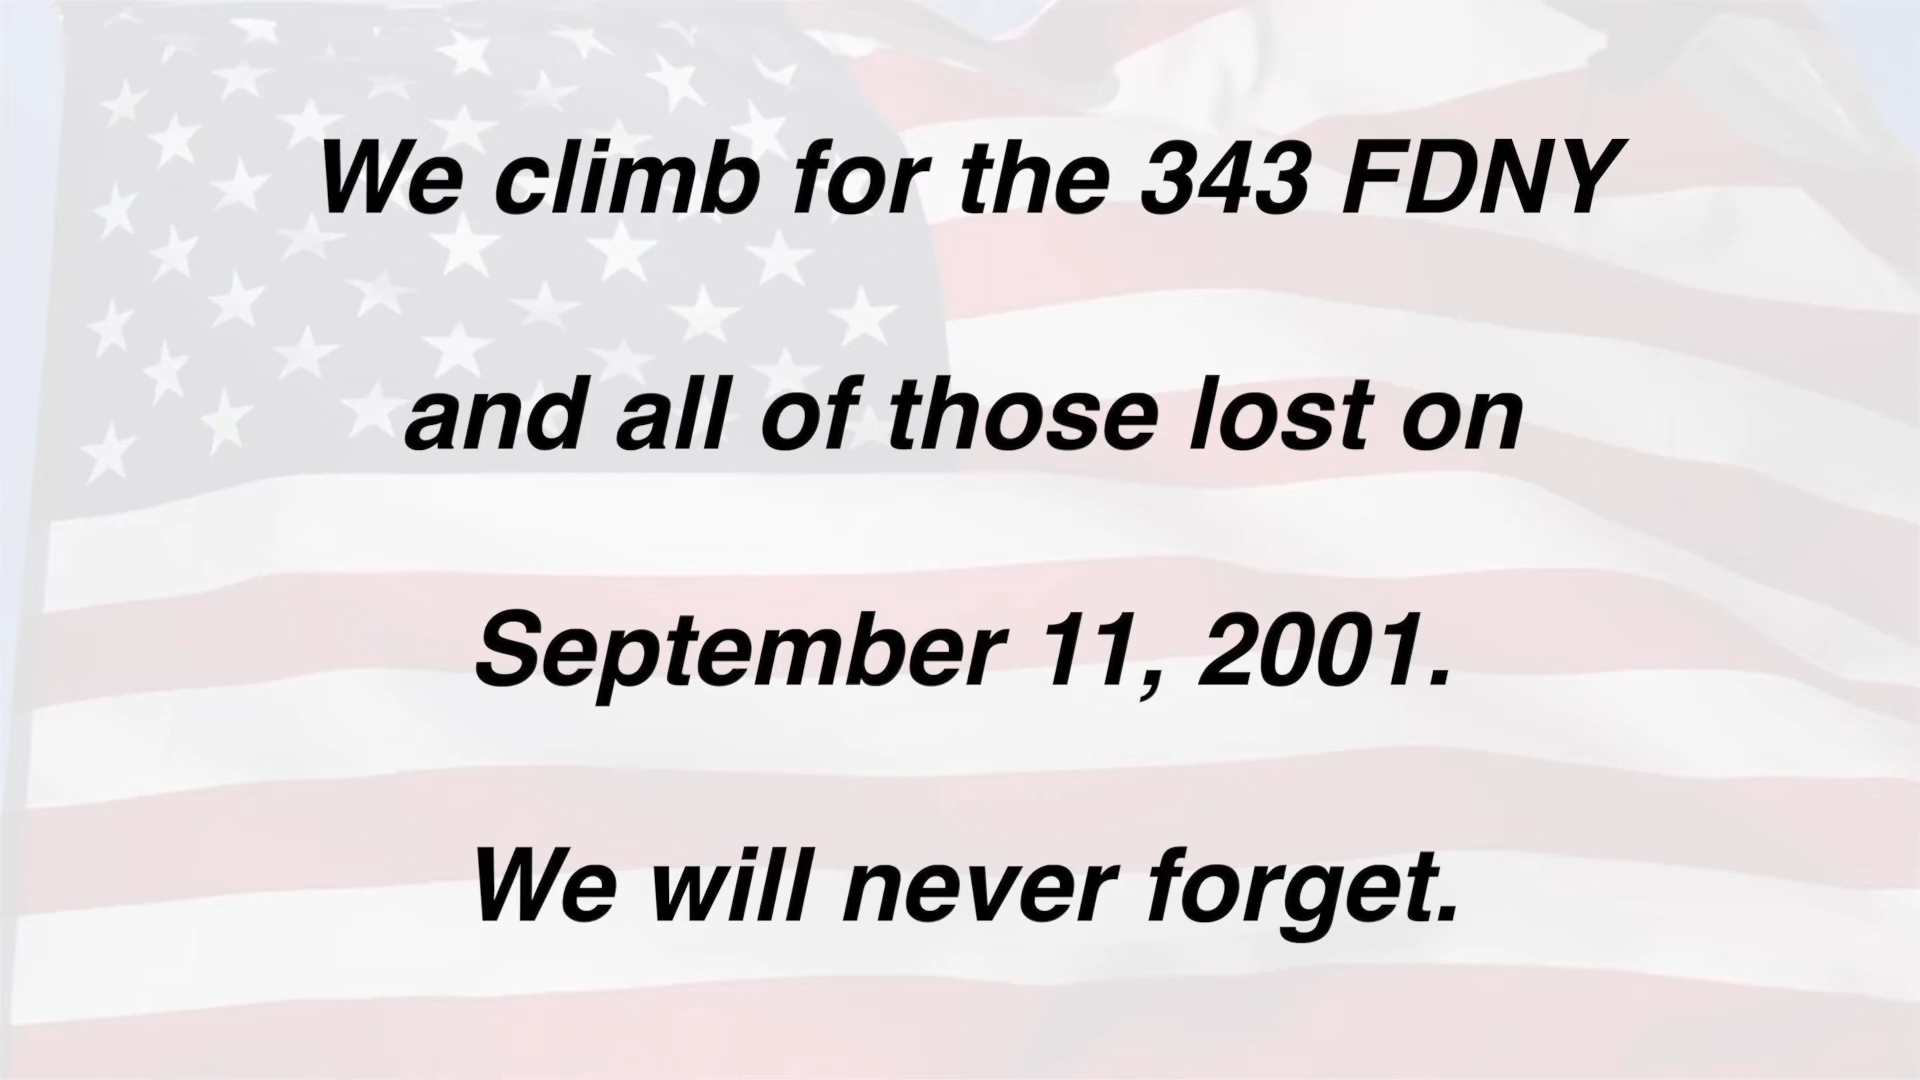 We climb for the 343 FDNY
and all of those lost on
September 11, 2001.
We will never forget.